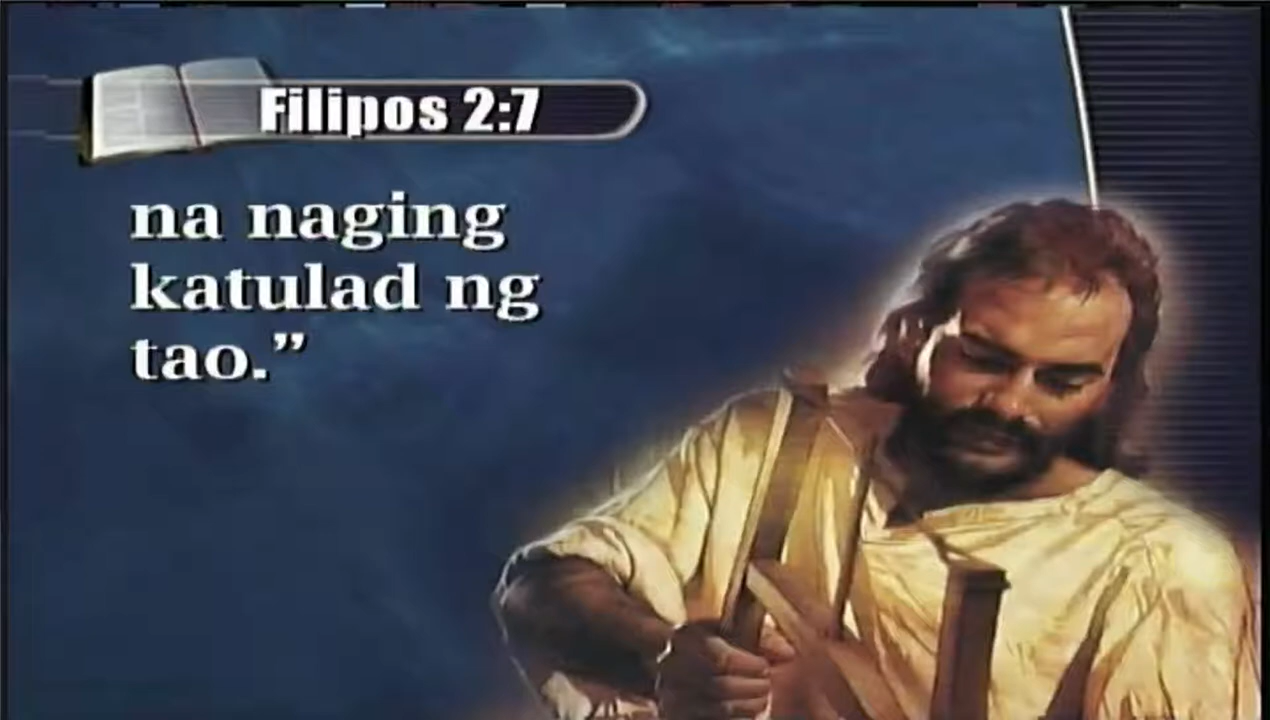 Filipos 2:7
na naging
katulad ng
tao.”